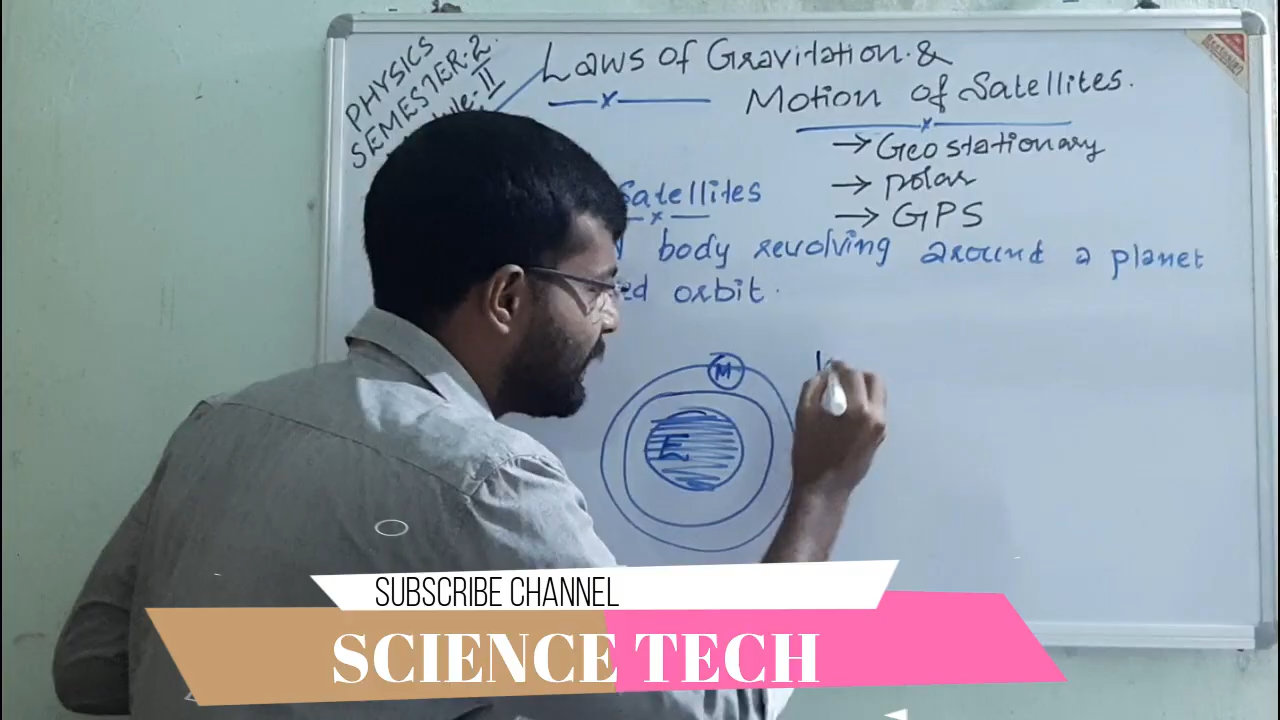 PHYSICS
SEMESTER-2
II
Laws of Gravitation &
Motion of Satellites.
→ Geostationary
→ polar
→ GPS
Satellites
body revolving around a planet
orbit.
M
E
SUBSCRIBE CHANNEL
SCIENCE TECH